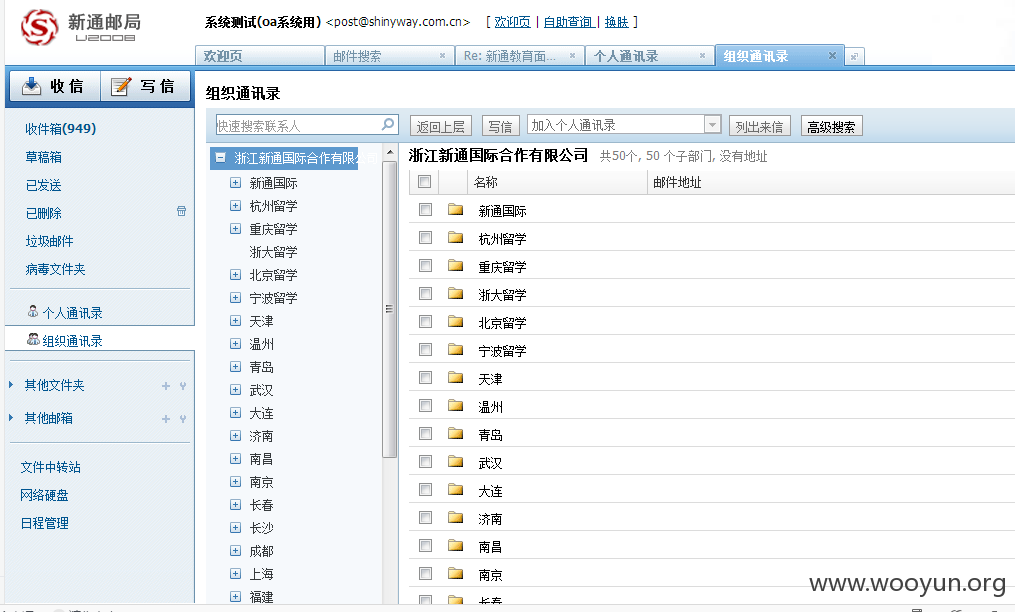 新通邮局
U2008
系统测试(oa系统用) <post@shinyway.com.cn> [ 欢迎页 | 自助查询 | 换肤 ]
欢迎页 邮件搜索 × Re: 新通教育面... × 个人通讯录 × 组织通讯录 ×
收信 写信
收件箱(949)
草稿箱
已发送
已删除
垃圾邮件
病毒文件夹
个人通讯录
组织通讯录
其他文件夹
其他邮箱
文件中转站
网络硬盘
日程管理
组织通讯录
快速搜索联系人 返回上层 写信 加入个人通讯录 列出来信 高级搜索
浙江新通国际合作有限公司
新通国际
杭州留学
重庆留学
浙大留学
北京留学
宁波留学
天津
温州
青岛
武汉
大连
济南
南昌
南京
长春
长沙
成都
上海
福建
浙江新通国际合作有限公司 共50个, 50 个子部门, 没有地址
名称 邮件地址
新通国际
杭州留学
重庆留学
浙大留学
北京留学
宁波留学
天津
温州
青岛
武汉
大连
济南
南昌
南京
长春
www.wooyun.org